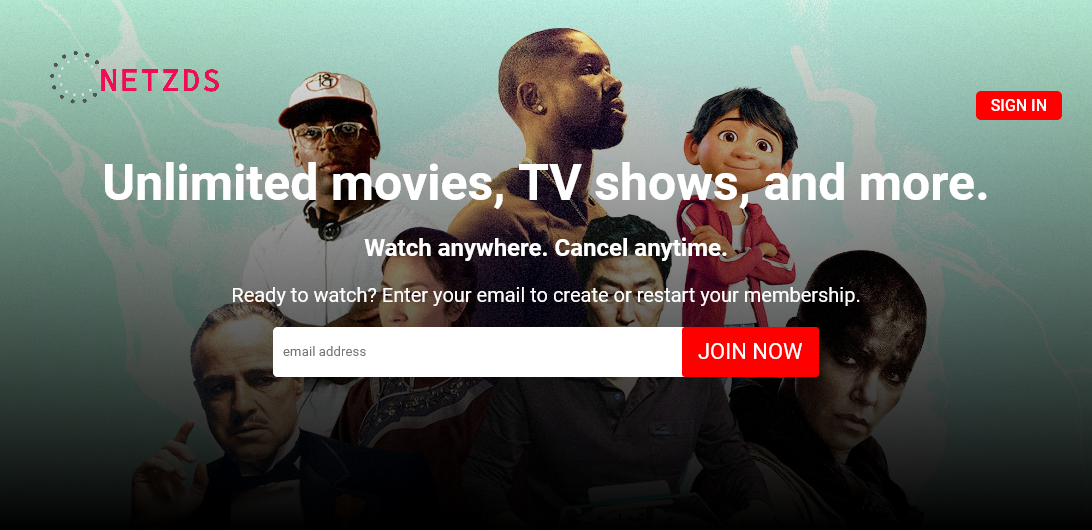 NETZDS
SIGN IN
Unlimited movies, TV shows, and more.
Watch anywhere. Cancel anytime.
Ready to watch? Enter your email to create or restart your membership.
email address
JOIN NOW